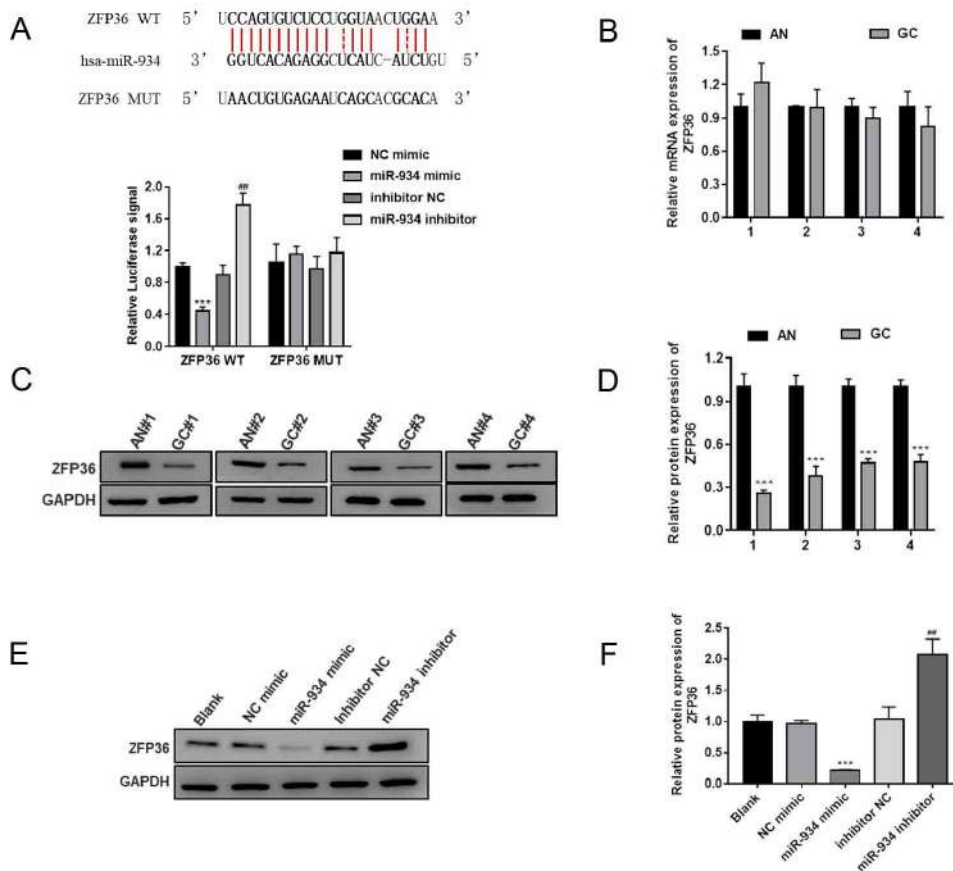 A
ZFP36 WT 5' UCCAGUGUCUCCUGGUAACUGGAA 3'
hsa-miR-934 3' GGUCACAGAGGCUCAUC-AUCUGU 5'
ZFP36 MUT 5' UAACUGUGAGAAUCAGCACGCACA 3'
NC mimic
miR-934 mimic
inhibitor NC
miR-934 inhibitor
Relative Luciferase signal
2.0
1.6
1.2
0.8
0.4
0.0
***
##
ZFP36 WT ZFP36 MUT
B
AN GC
Relative mRNA expression of
ZFP36
1.5
1.2
0.9
0.6
0.3
0.0
1 2 3 4
C
AN#1 GC#1 AN#2 GC#2 AN#3 GC#3 AN#4 GC#4
ZFP36
GAPDH
D
AN GC
Relative protein expression of
ZFP36
1.2
0.9
0.6
0.3
0.0
*** *** *** ***
1 2 3 4
E
Blank NC mimic miR-934 mimic Inhibitor NC miR-934 inhibitor
ZFP36
GAPDH
F
Relative protein expression of
ZFP36
2.5
2.0
1.5
1.0
0.5
0.0
***
##
Blank NC mimic miR-934 mimic inhibitor NC miR-934 inhibitor